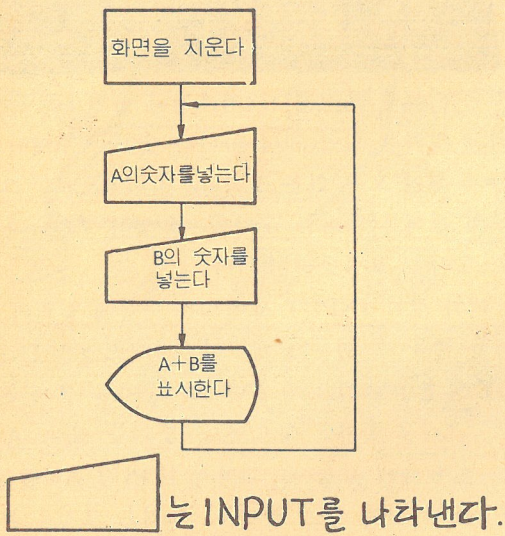 화면을 지운다
A의숫자를넣는다
B의 숫자를
넣는다
A+B를
표시한다
는INPUT를 나타낸다.